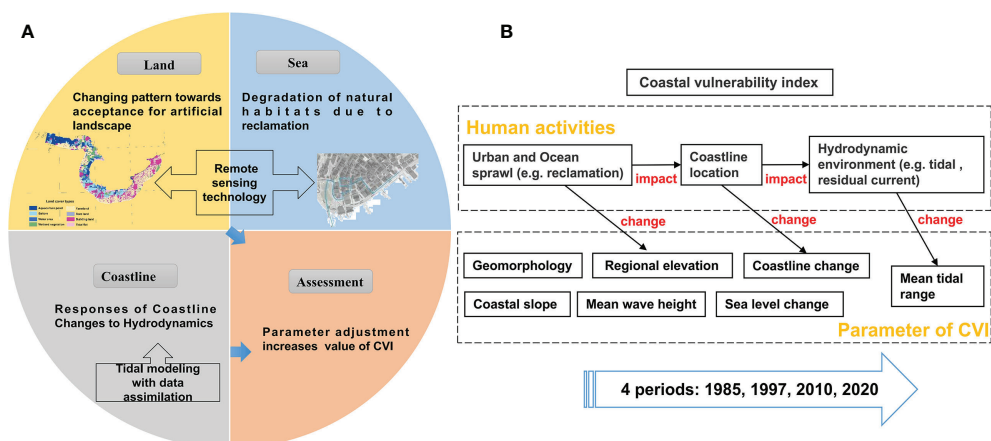 A
Land
Changing pattern towards
acceptance for artificial
landscape
Land cover types
Sea
Degradation of natural
habitats due to
reclamation
Remote
sensing
technology
Coastline
Responses of Coastline
Changes to Hydrodynamics
Tidal modeling
with data
assimilation
Assessment
Parameter adjustment
increases value of CVI
B
Coastal vulnerability index
Human activities
Urban and Ocean
sprawl (e.g. reclamation)
impact
Coastline
location
impact
Hydrodynamic
environment (e.g. tidal ,
residual current)
change
change
change
Geomorphology
Regional elevation
Coastline change
Mean tidal
range
Coastal slope
Mean wave height
Sea level change
Parameter of CVI
4 periods: 1985, 1997, 2010, 2020